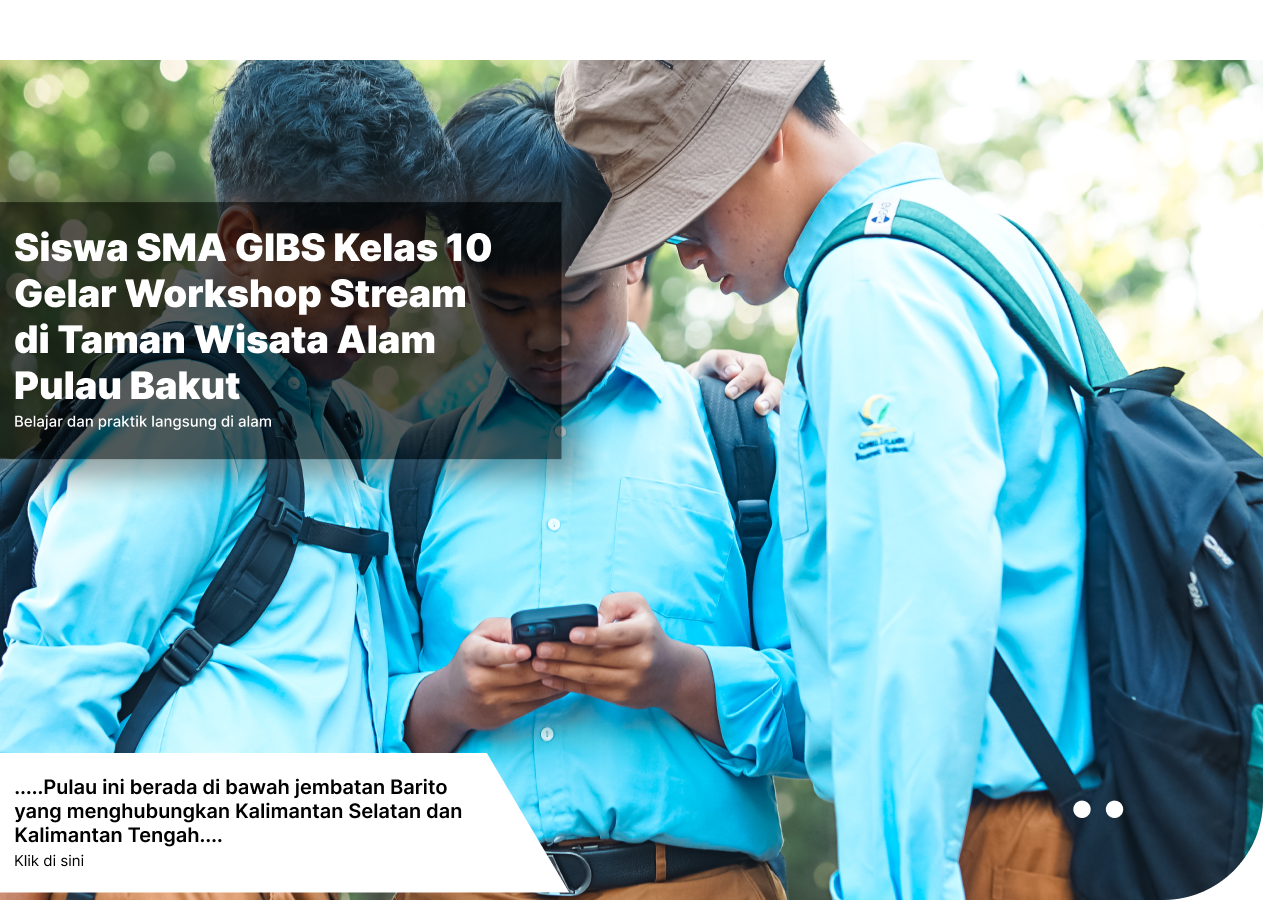 Siswa SMA GIBS Kelas 10
Gelar Workshop Stream
di Taman Wisata Alam
Pulau Bakut
Belajar dan praktik langsung di alam
.....Pulau ini berada di bawah jembatan Barito
yang menghubungkan Kalimantan Selatan dan
Kalimantan Tengah....
Klik di sini